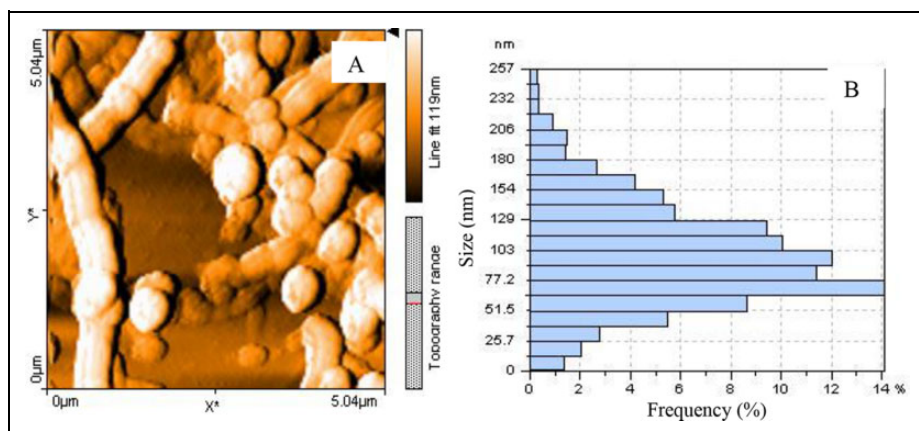 A
5.04µm
Y*
0µm
0µm
X*
5.04µm
Line fit 119nm
Topography range
B
nm
257
232
206
180
154
129
103
77.2
51.5
25.7
0
Size (nm)
0 2 4 6 8 10 12 14 %
Frequency (%)